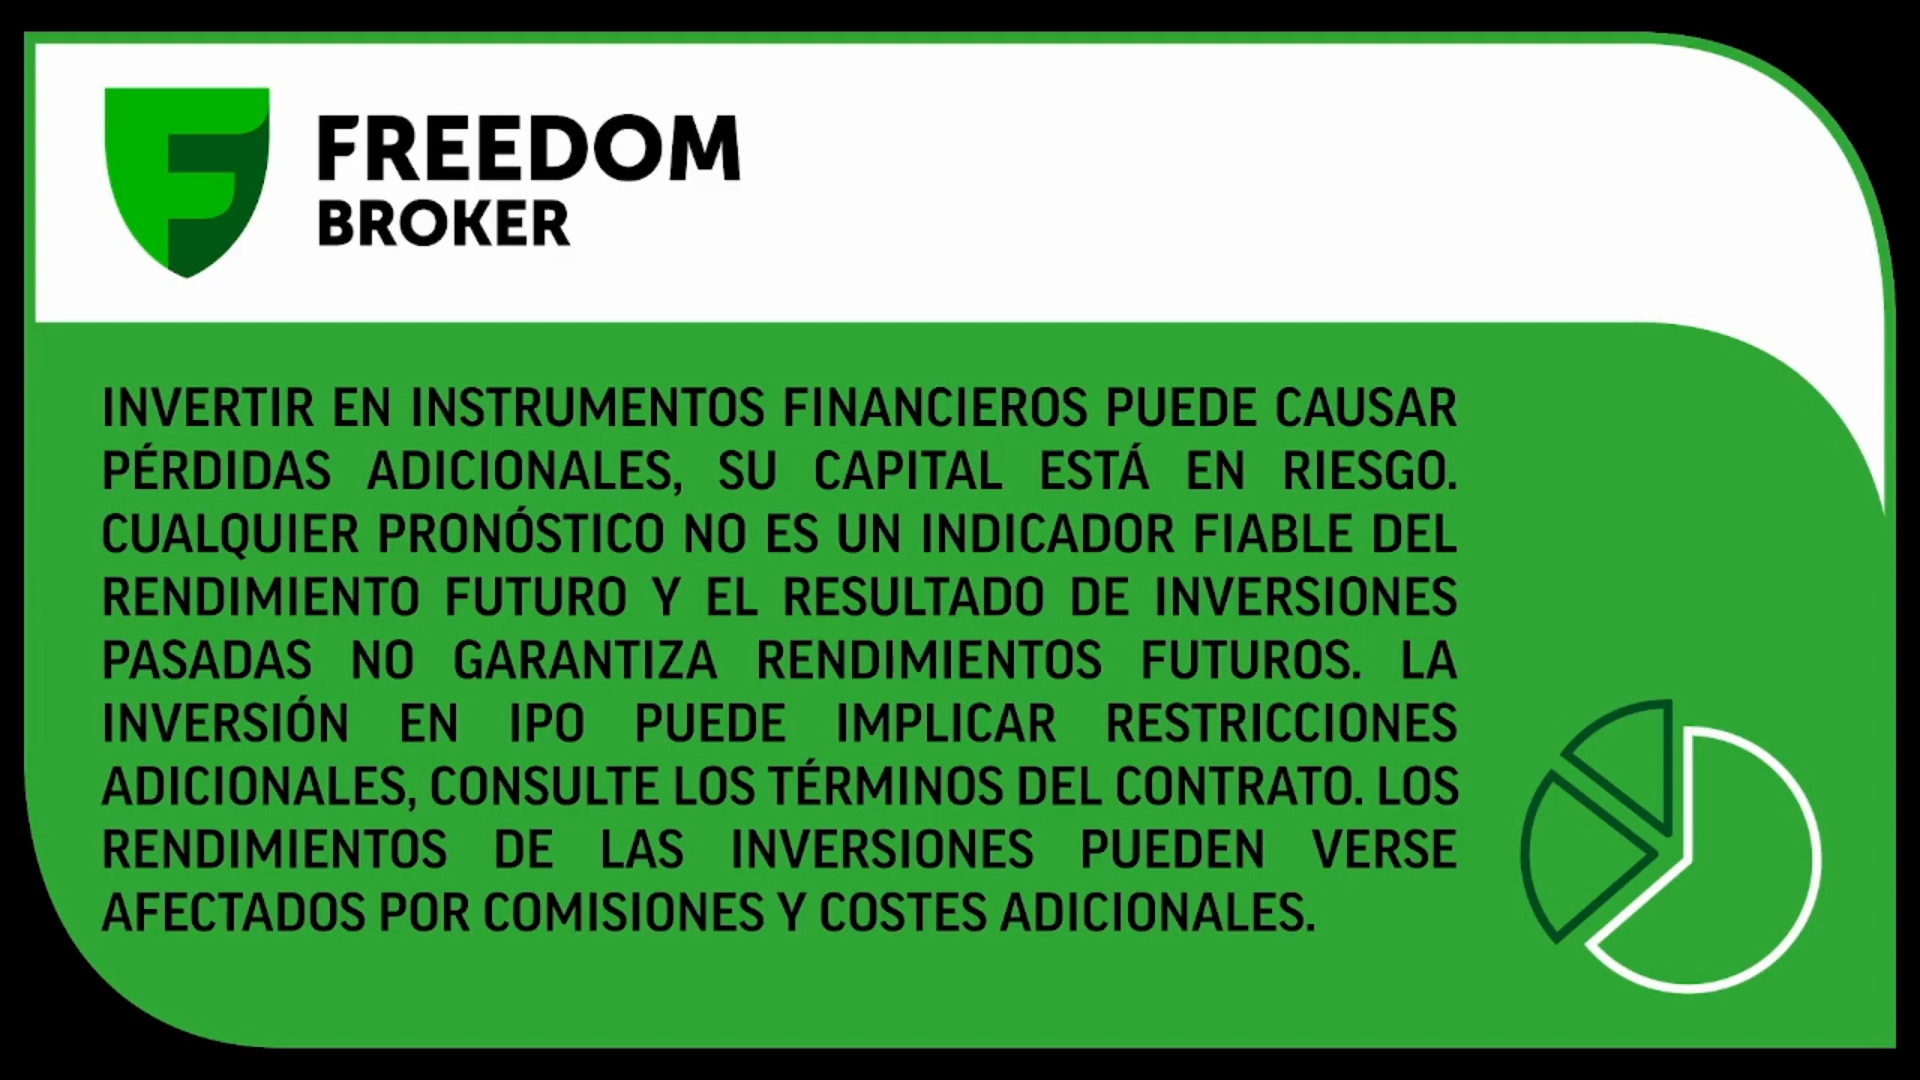 FREEDOM
BROKER
INVERTIR EN INSTRUMENTOS FINANCIEROS PUEDE CAUSAR
PÉRDIDAS ADICIONALES, SU CAPITAL ESTÁ EN RIESGO.
CUALQUIER PRONÓSTICO NO ES UN INDICADOR FIABLE DEL
RENDIMIENTO FUTURO Y EL RESULTADO DE INVERSIONES
PASADAS NO GARANTIZA RENDIMIENTOS FUTUROS. LA
INVERSIÓN EN IPO PUEDE IMPLICAR RESTRICCIONES
ADICIONALES, CONSULTE LOS TÉRMINOS DEL CONTRATO. LOS
RENDIMIENTOS DE LAS INVERSIONES PUEDEN VERSE
AFECTADOS POR COMISIONES Y COSTES ADICIONALES.